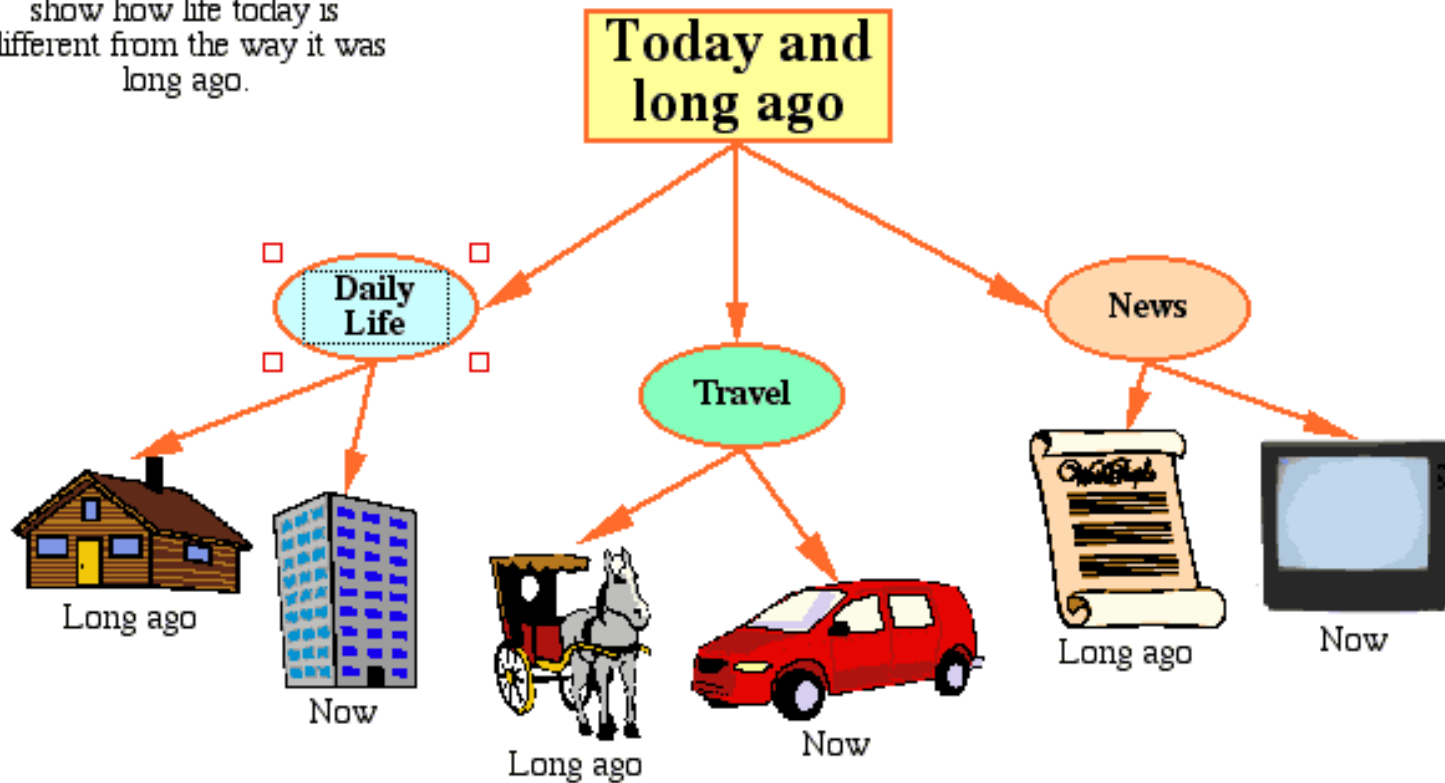 show how life today is
different from the way it was
long ago.
Today and
long ago
Daily
Life
News
Travel
Long ago
Now
Long ago
Now
Long ago
Now